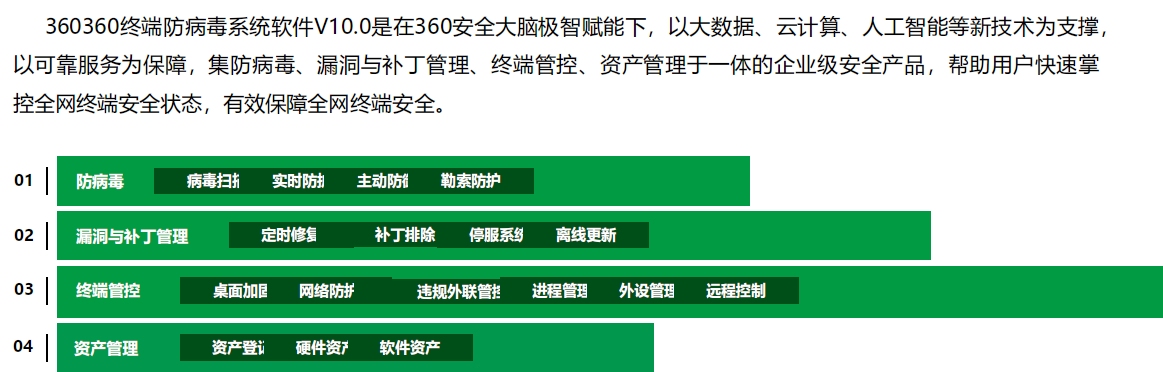 360360终端防病毒系统软件V10.0是在360安全大脑极智赋能下，以大数据、云计算、人工智能等新技术为支撑，
以可靠服务为保障，集防病毒、漏洞与补丁管理、终端管控、资产管理于一体的企业级安全产品，帮助用户快速掌
控全网终端安全状态，有效保障全网终端安全。
01 防病毒 病毒扫描 实时防护 主动防御 勒索防护
02 漏洞与补丁管理 定时修复 补丁排除 停服系统 离线更新
03 终端管控 桌面加固 网络防护 违规外联管控 进程管理 外设管理 远程控制
04 资产管理 资产登记 硬件资产 软件资产